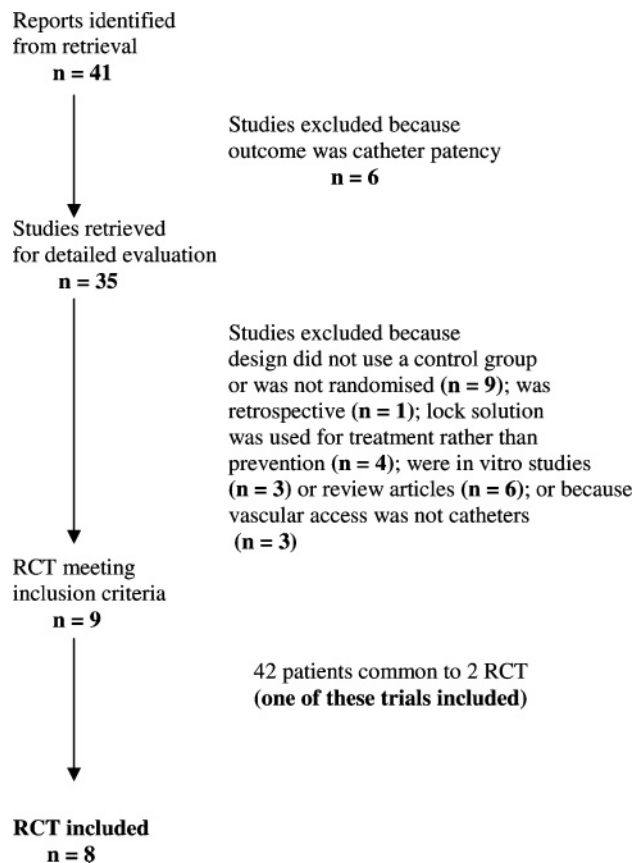 Reports identified
from retrieval
n = 41
Studies excluded because
outcome was catheter patency
n = 6
Studies retrieved
for detailed evaluation
n = 35
Studies excluded because
design did not use a control group
or was not randomised (n = 9); was
retrospective (n = 1); lock solution
was used for treatment rather than
prevention (n = 4); were in vitro studies
(n = 3) or review articles (n = 6); or because
vascular access was not catheters
(n = 3)
RCT meeting
inclusion criteria
n = 9
42 patients common to 2 RCT
(one of these trials included)
RCT included
n = 8